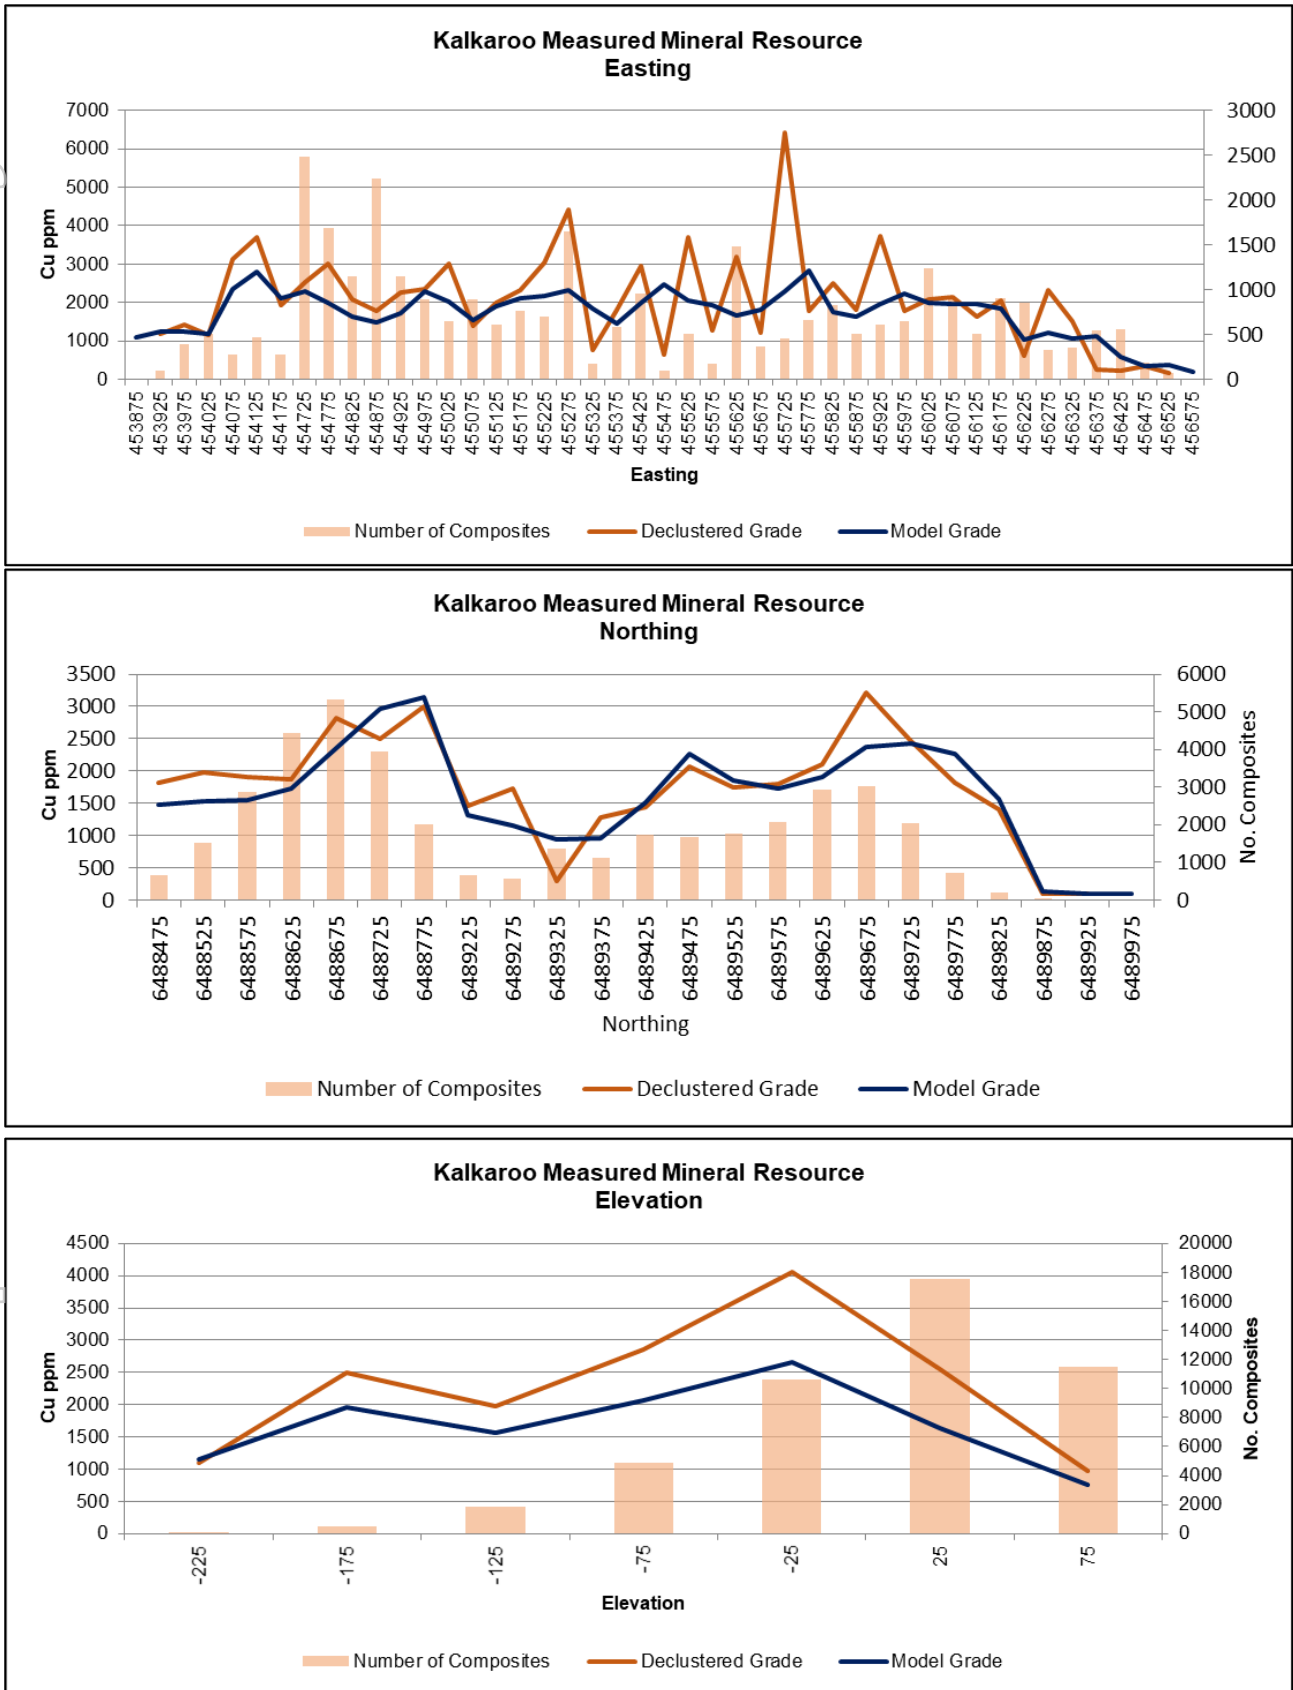 Kalkaroo Measured Mineral Resource
Easting
Cu ppm
7000
6000
5000
4000
3000
2000
1000
0
3000
2500
2000
1500
1000
500
0
453875 453925 453975 454025 454075 454125 454175 454725 454775 454825 454875 454925 454975 455025 455075 455125 455175 455225 455275 455325 455375 455425 455475 455525 455575 455625 455675 455725 455775 455825 455875 455925 455975 456025 456075 456125 456175 456225 456275 456325 456375 456425 456475 456525 456575
Easting
Number of Composites Declustered Grade Model Grade
Kalkaroo Measured Mineral Resource
Northing
Cu ppm
3500
3000
2500
2000
1500
1000
500
0
6000
5000
4000
3000
2000
1000
0
No. Composites
6488475 6488525 6488575 6488625 6488675 6488725 6488775 6489225 6489275 6489325 6489375 6489425 6489475 6489525 6489575 6489625 6489675 6489725 6489775 6489825 6489875 6489925 6489975
Northing
Number of Composites Declustered Grade Model Grade
Kalkaroo Measured Mineral Resource
Elevation
Cu ppm
4500
4000
3500
3000
2500
2000
1500
1000
500
0
20000
18000
16000
14000
12000
10000
8000
6000
4000
2000
0
No. Composites
-225 -175 -125 -75 -25 25 75
Elevation
Number of Composites Declustered Grade Model Grade